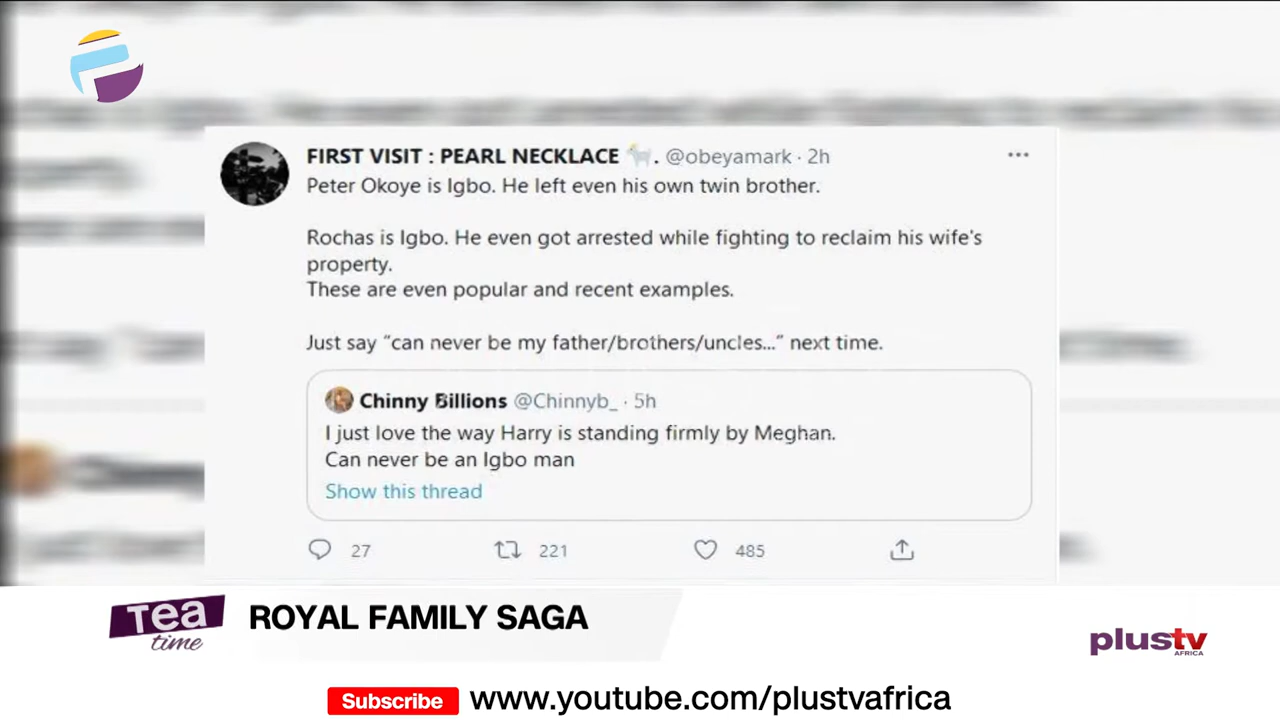 FIRST VISIT : PEARL NECKLACE 🐐. @obeyamark · 2h
Peter Okoye is Igbo. He left even his own twin brother.
Rochas is Igbo. He even got arrested while fighting to reclaim his wife's
property.
These are even popular and recent examples.
Just say “can never be my father/brothers/uncles...” next time.
Chinny Billions @Chinnyb_ · 5h
I just love the way Harry is standing firmly by Meghan.
Can never be an Igbo man
Show this thread
27 221 485
Tea
time
ROYAL FAMILY SAGA
plustv
AFRICA
Subscribe www.youtube.com/plustvafrica